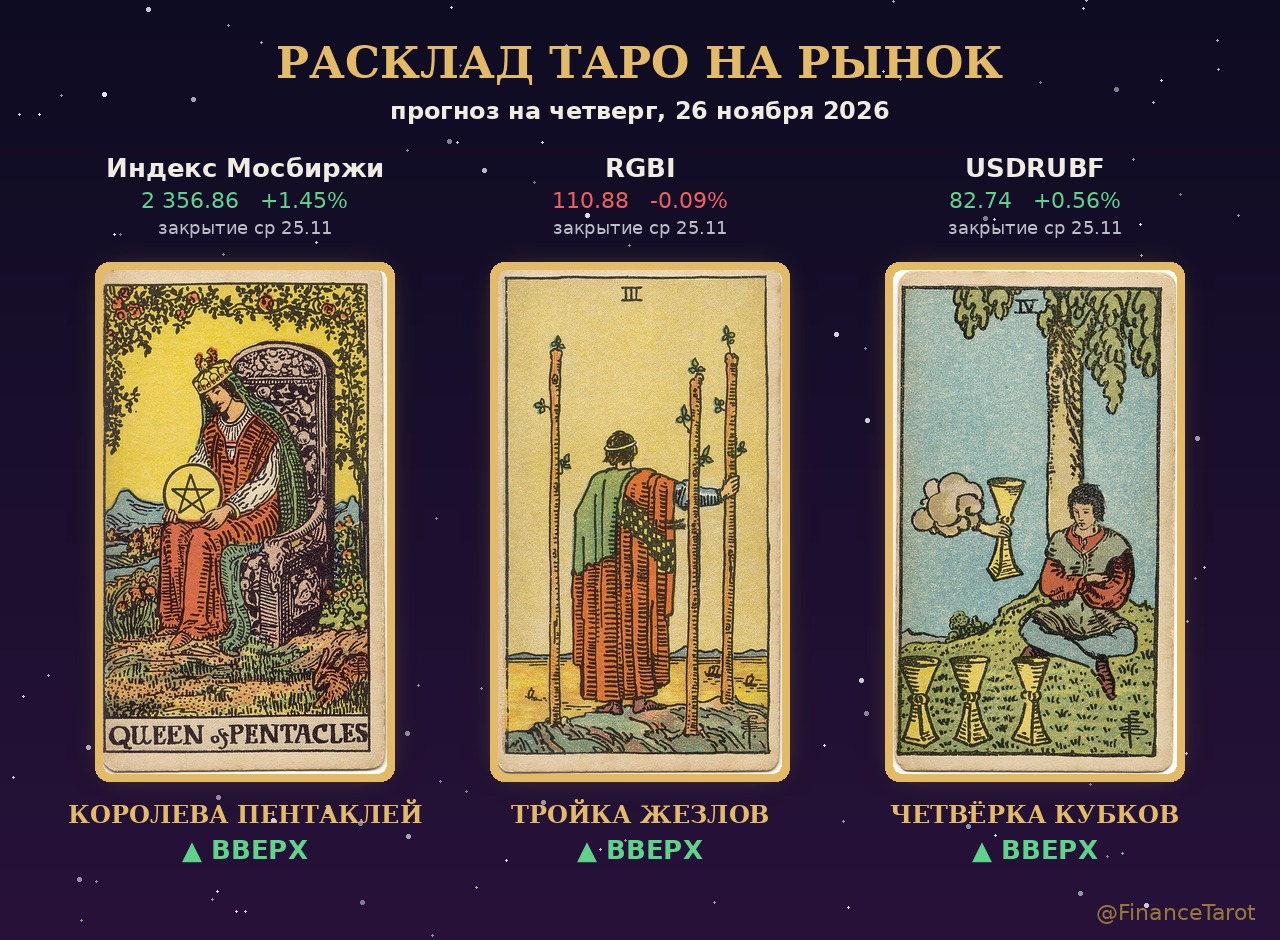 РАСКЛАД ТАРО НА РЫНОК
прогноз на четверг, 26 ноября 2026
Индекс Мосбиржи
2 356.86 +1.45%
закрытие ср 25.11
RGBI
110.88 -0.09%
закрытие ср 25.11
USDRUBF
82.74 +0.56%
закрытие ср 25.11
QUEEN of PENTACLES
III
IV
КОРОЛЕВА ПЕНТАКЛЕЙ
▲ ВВЕРХ
ТРОЙКА ЖЕЗЛОВ
▲ ВВЕРХ
ЧЕТВЁРКА КУБКОВ
▲ ВВЕРХ
@FinanceTarot